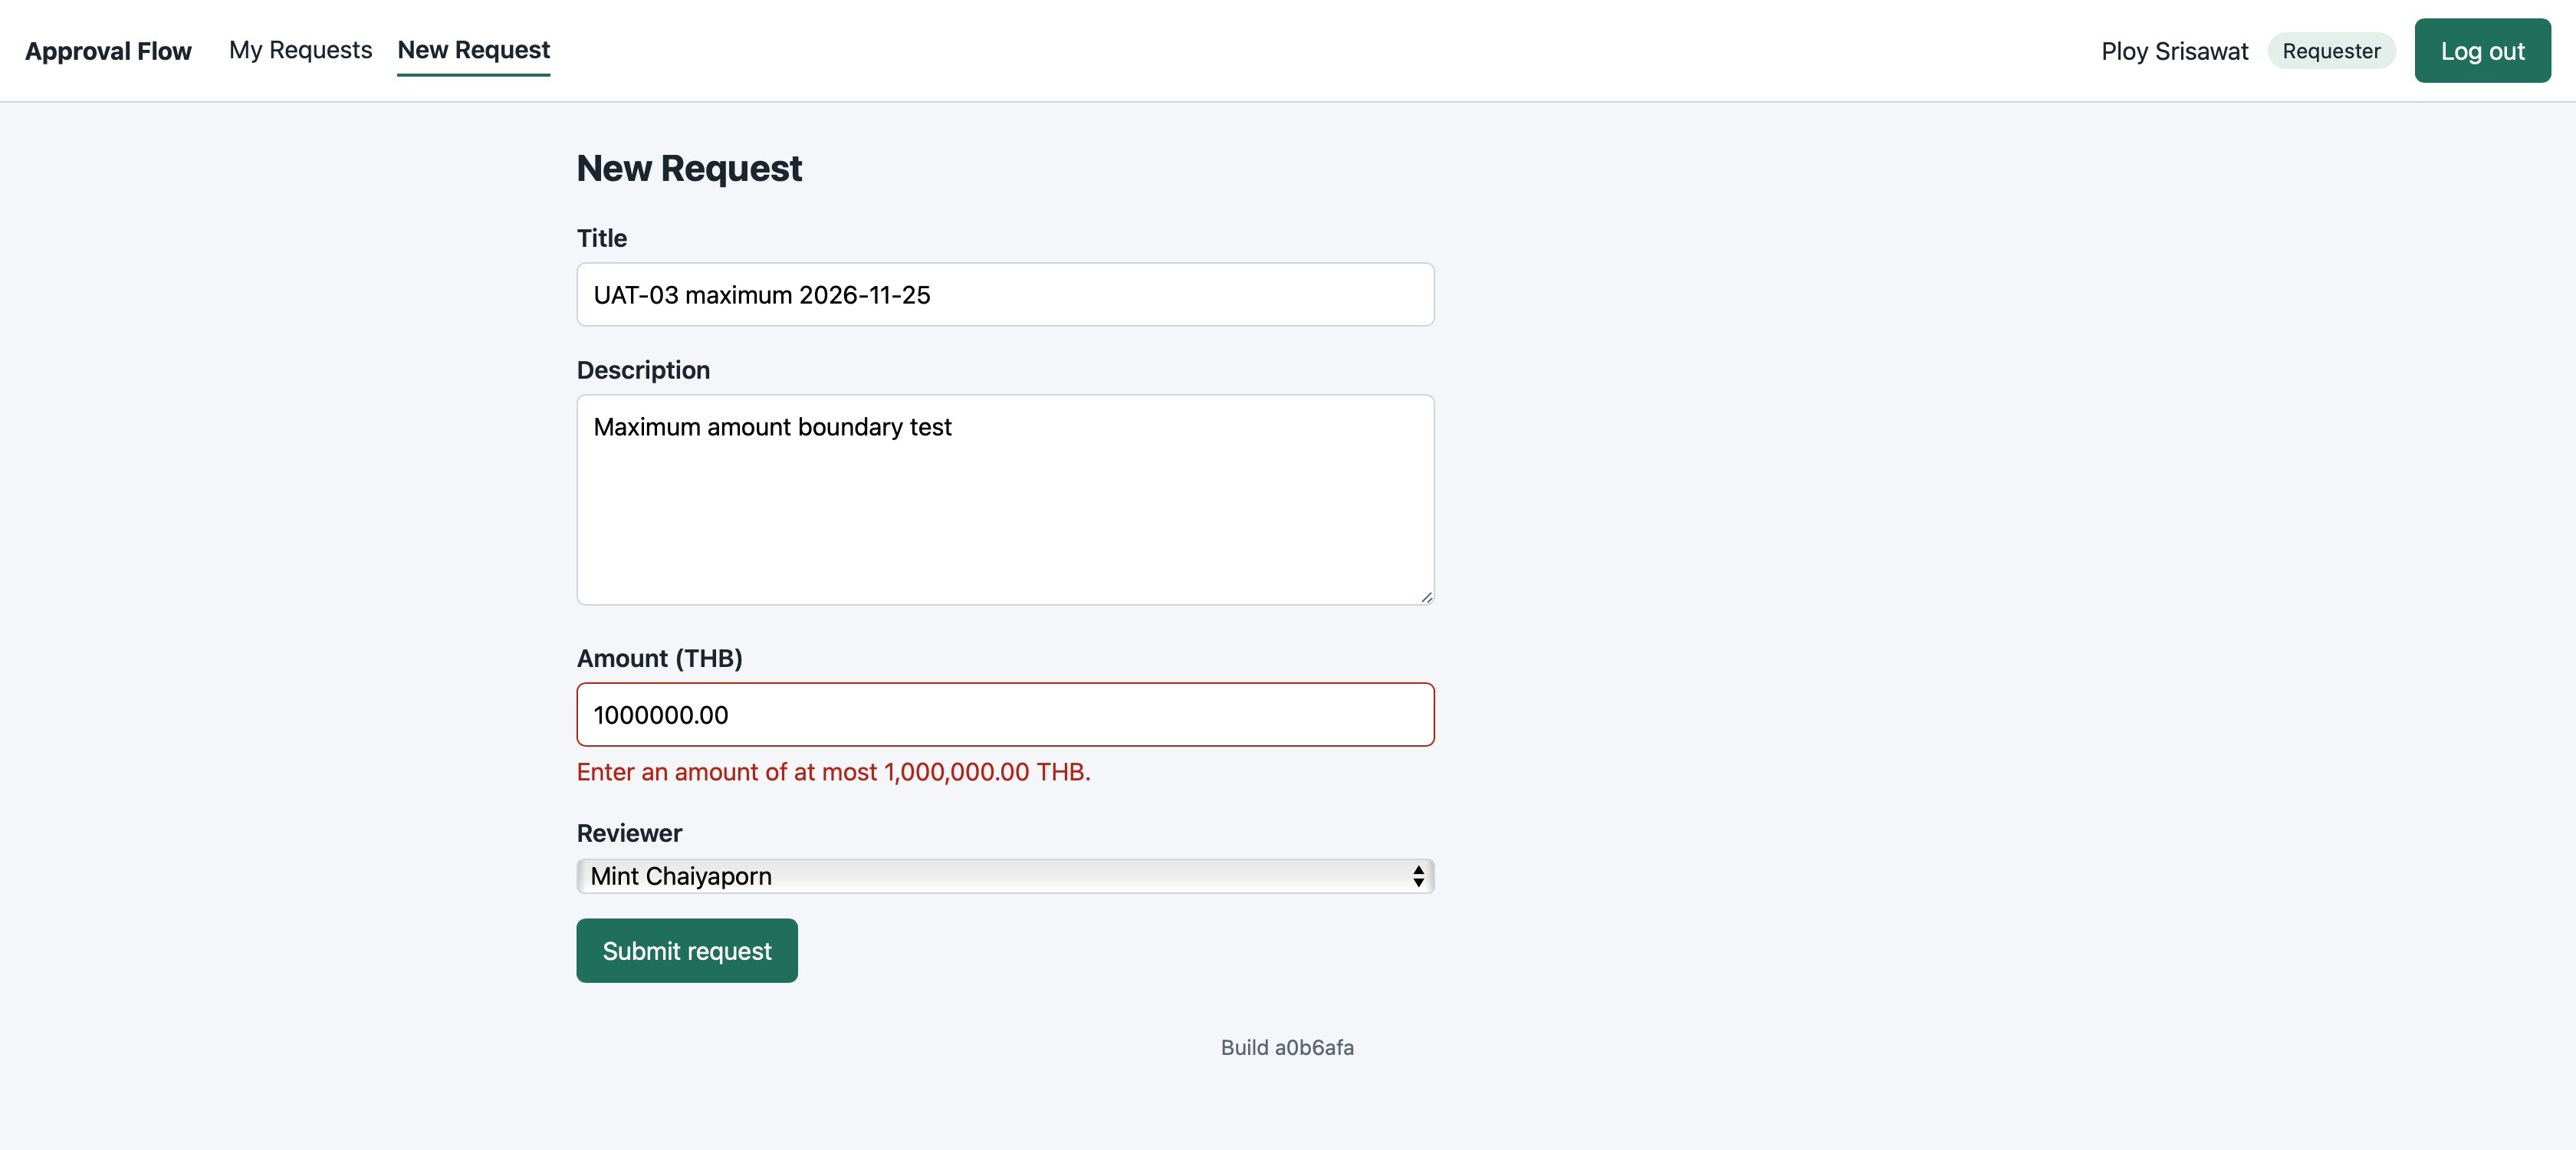 Approval Flow My Requests New Request Ploy Srisawat Requester Log out
New Request
Title
UAT-03 maximum 2026-11-25
Description
Maximum amount boundary test
Amount (THB)
1000000.00
Enter an amount of at most 1,000,000.00 THB.
Reviewer
Mint Chaiyaporn
Submit request
Build a0b6afa